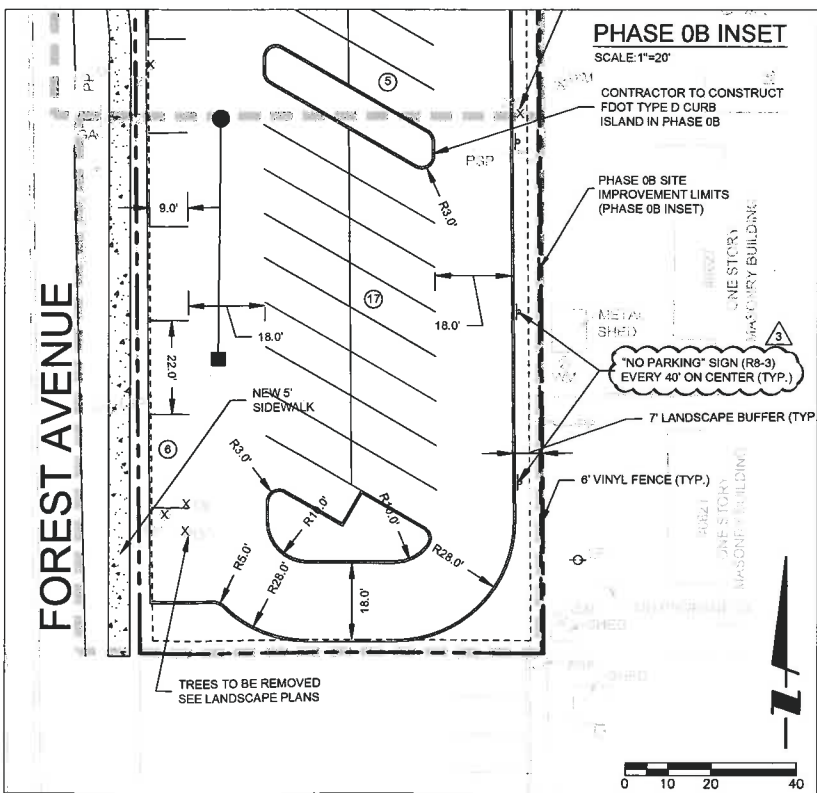 PHASE 0B INSET
SCALE:1"=20'
CONTRACTOR TO CONSTRUCT
FDOT TYPE D CURB
ISLAND IN PHASE 0B
5
PP
PSP
R3.0'
PHASE 0B SITE
IMPROVEMENT LIMITS
(PHASE 0B INSET)
9.0'
ONE STORY
MASONRY BUILDING
17
18.0'
18.0'
METAL
SHED
3
"NO PARKING" SIGN (R8-3)
EVERY 40' ON CENTER (TYP.)
22.0'
WM
NEW 5'
SIDEWALK
7' LANDSCAPE BUFFER (TYP.
FOREST AVENUE
6
R3.0'
6' VINYL FENCE (TYP.)
ONE STORY
MASONRY BUILDING
R28.0'
R5.0'
R28.0'
18.0'
TREES TO BE REMOVED
SEE LANDSCAPE PLANS
0 10 20 40